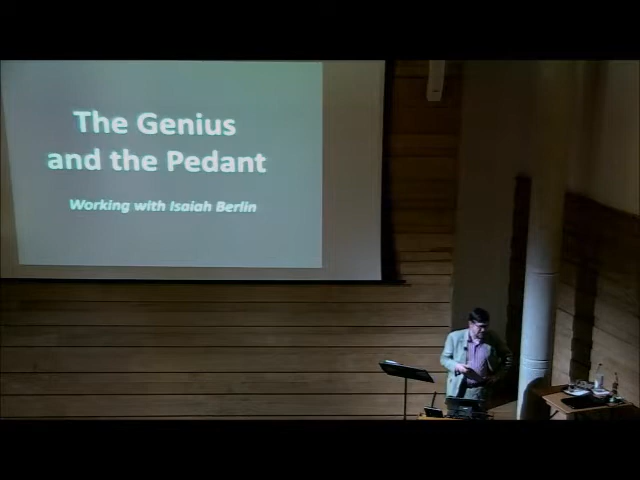 The Genius
and the Pedant
Working with Isaiah Berlin